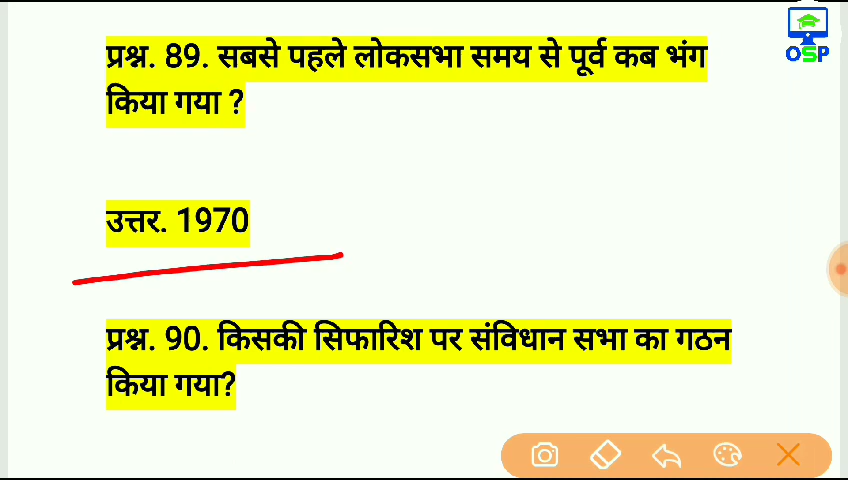 OSP
प्रश्न. 89. सबसे पहले लोकसभा समय से पूर्व कब भंग
किया गया ?
उत्तर. 1970
प्रश्न. 90. किसकी सिफारिश पर संविधान सभा का गठन
किया गया?